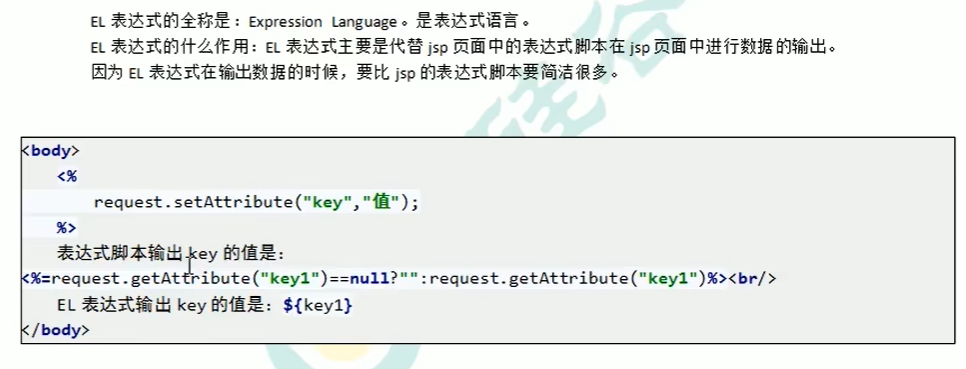 EL 表达式的全称是：Expression Language。是表达式语言。
EL 表达式的什么作用：EL 表达式主要是代替 jsp 页面中的表达式脚本在 jsp 页面中进行数据的输出。
因为 EL 表达式在输出数据的时候，要比 jsp 的表达式脚本要简洁很多。
<body>
<%
request.setAttribute("key","值");
%>
表达式脚本输出 key 的值是：
<%=request.getAttribute("key1")==null?"":request.getAttribute("key1")%><br/>
EL 表达式输出 key 的值是：${key1}
</body>